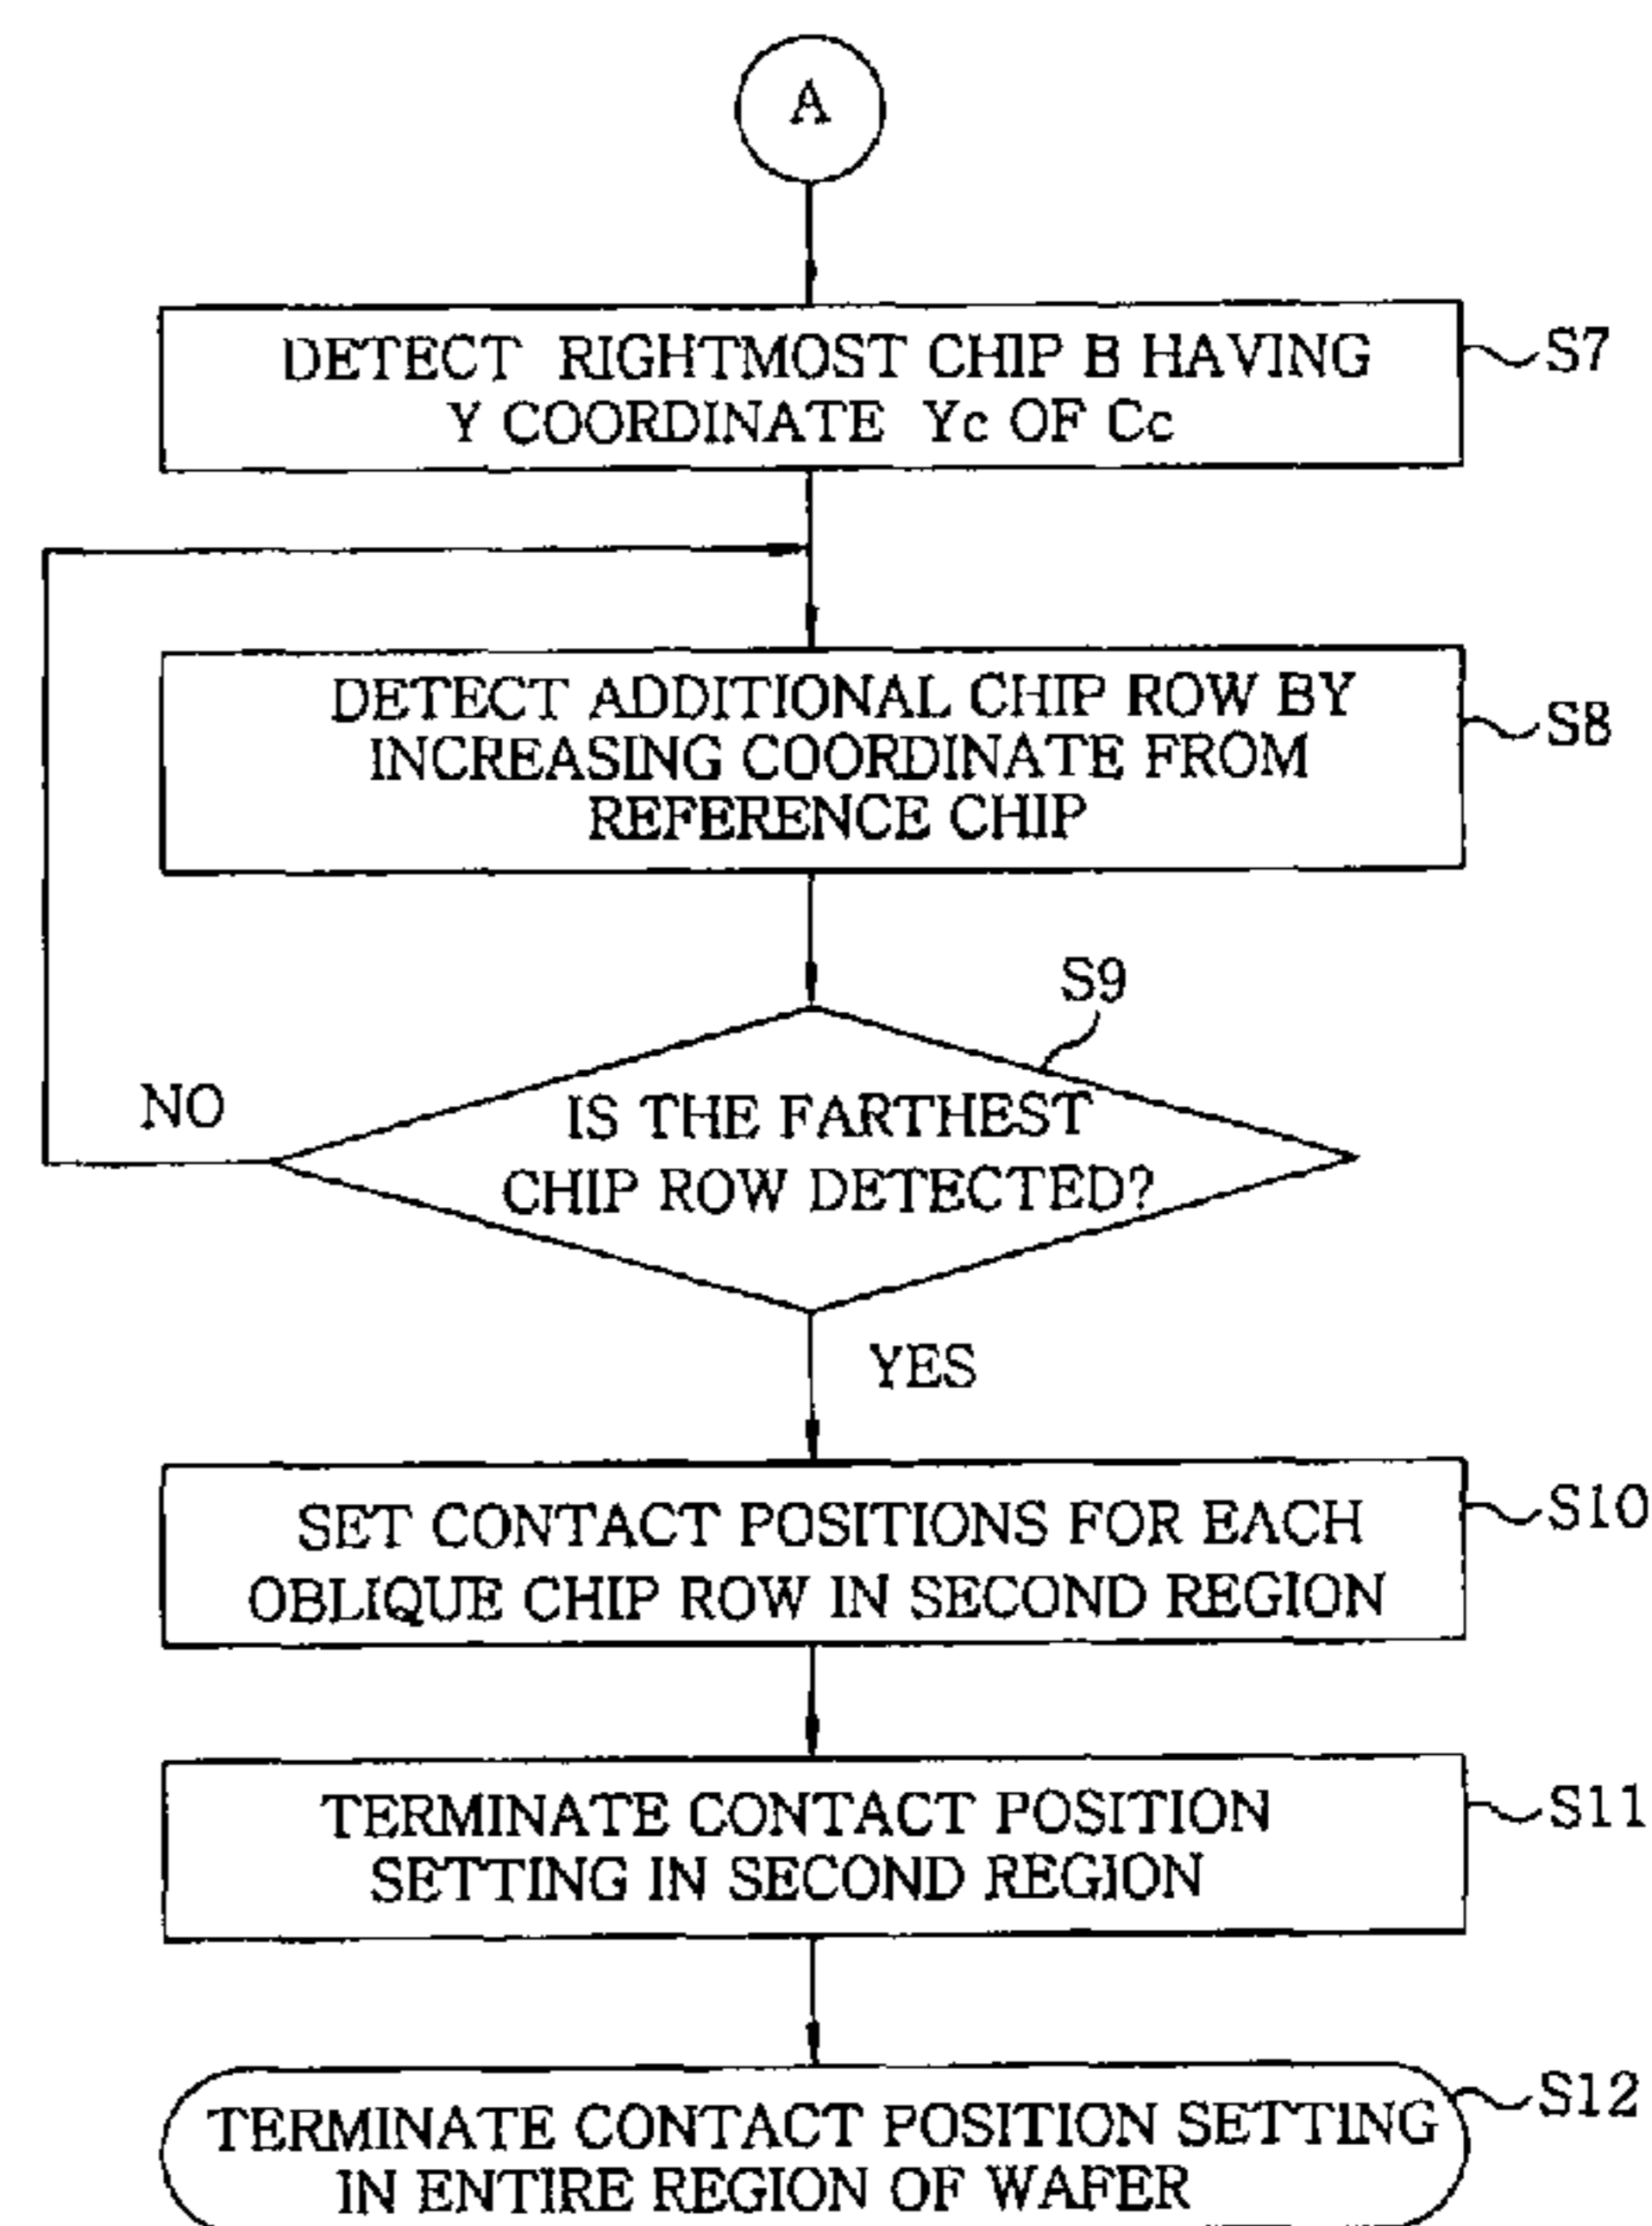 A
DETECT RIGHTMOST CHIP B HAVING
Y COORDINATE Yc OF Cc
S7
DETECT ADDITIONAL CHIP ROW BY
INCREASING COORDINATE FROM
REFERENCE CHIP
S8
S9
IS THE FARTHEST
CHIP ROW DETECTED?
NO
YES
SET CONTACT POSITIONS FOR EACH
OBLIQUE CHIP ROW IN SECOND REGION
S10
TERMINATE CONTACT POSITION
SETTING IN SECOND REGION
S11
TERMINATE CONTACT POSITION SETTING
IN ENTIRE REGION OF WAFER
S12